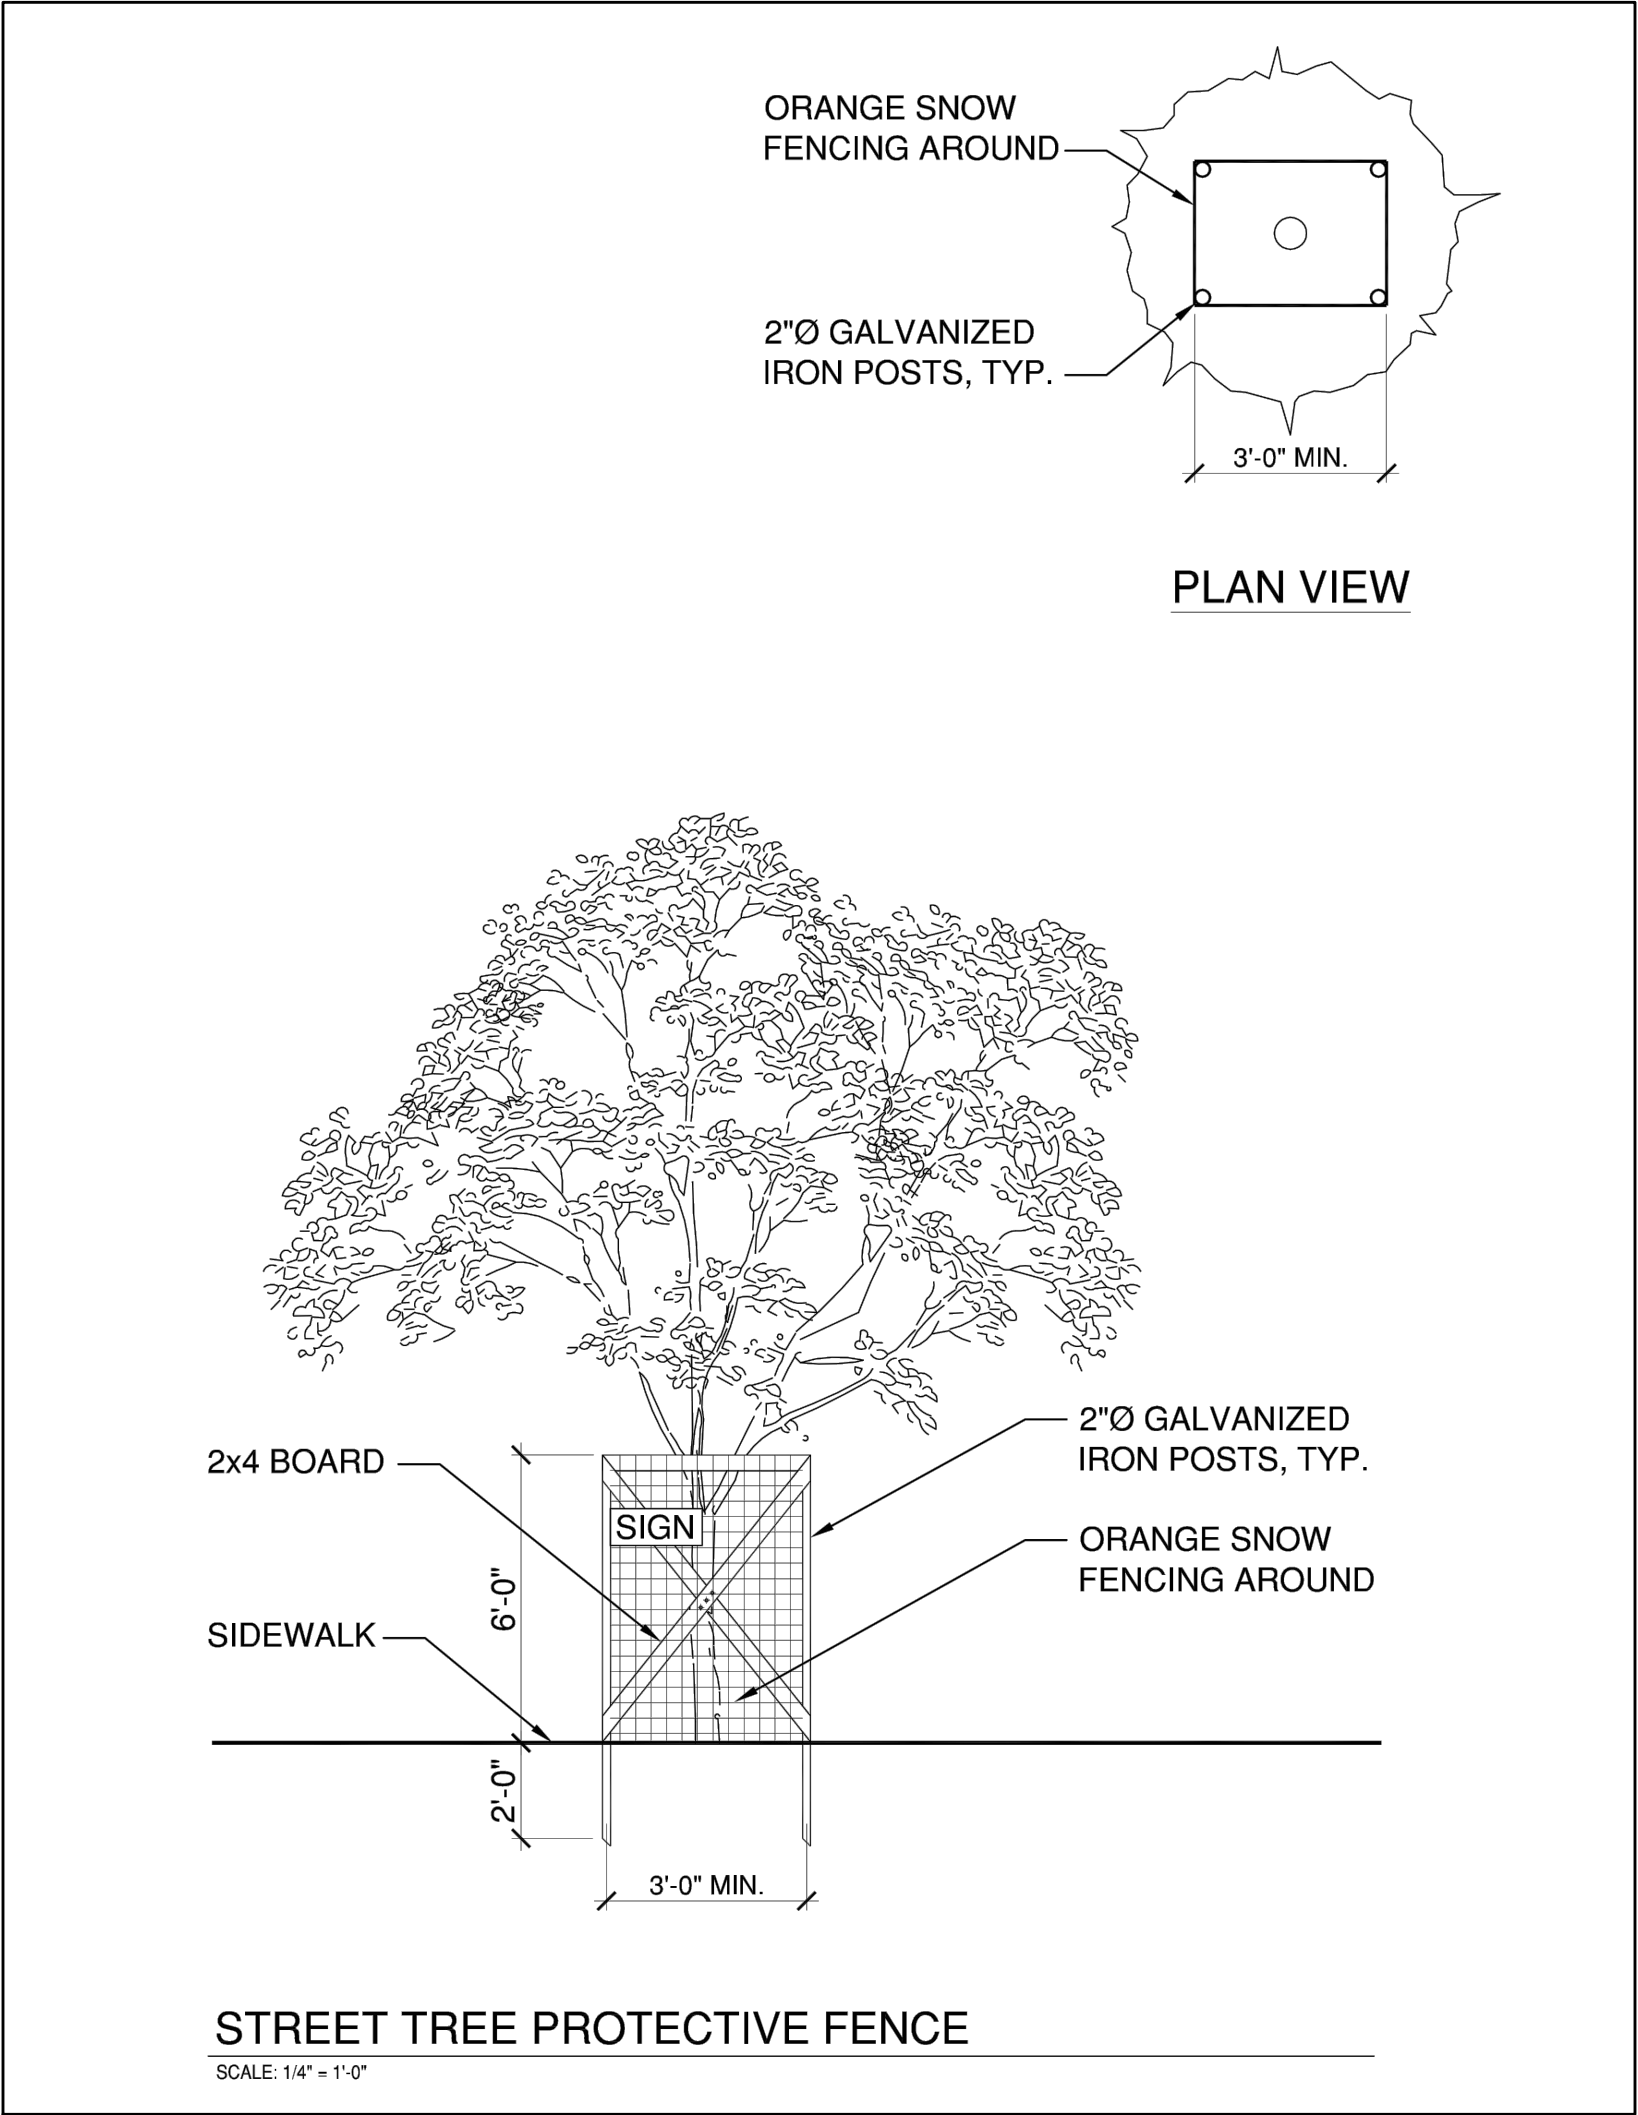 ORANGE SNOW
FENCING AROUND
2"Ø GALVANIZED
IRON POSTS, TYP.
3'-0" MIN.
PLAN VIEW
2"Ø GALVANIZED
IRON POSTS, TYP.
2x4 BOARD
SIGN
ORANGE SNOW
FENCING AROUND
6'-0"
SIDEWALK
2'-0"
3'-0" MIN.
STREET TREE PROTECTIVE FENCE
SCALE: 1/4" = 1'-0"